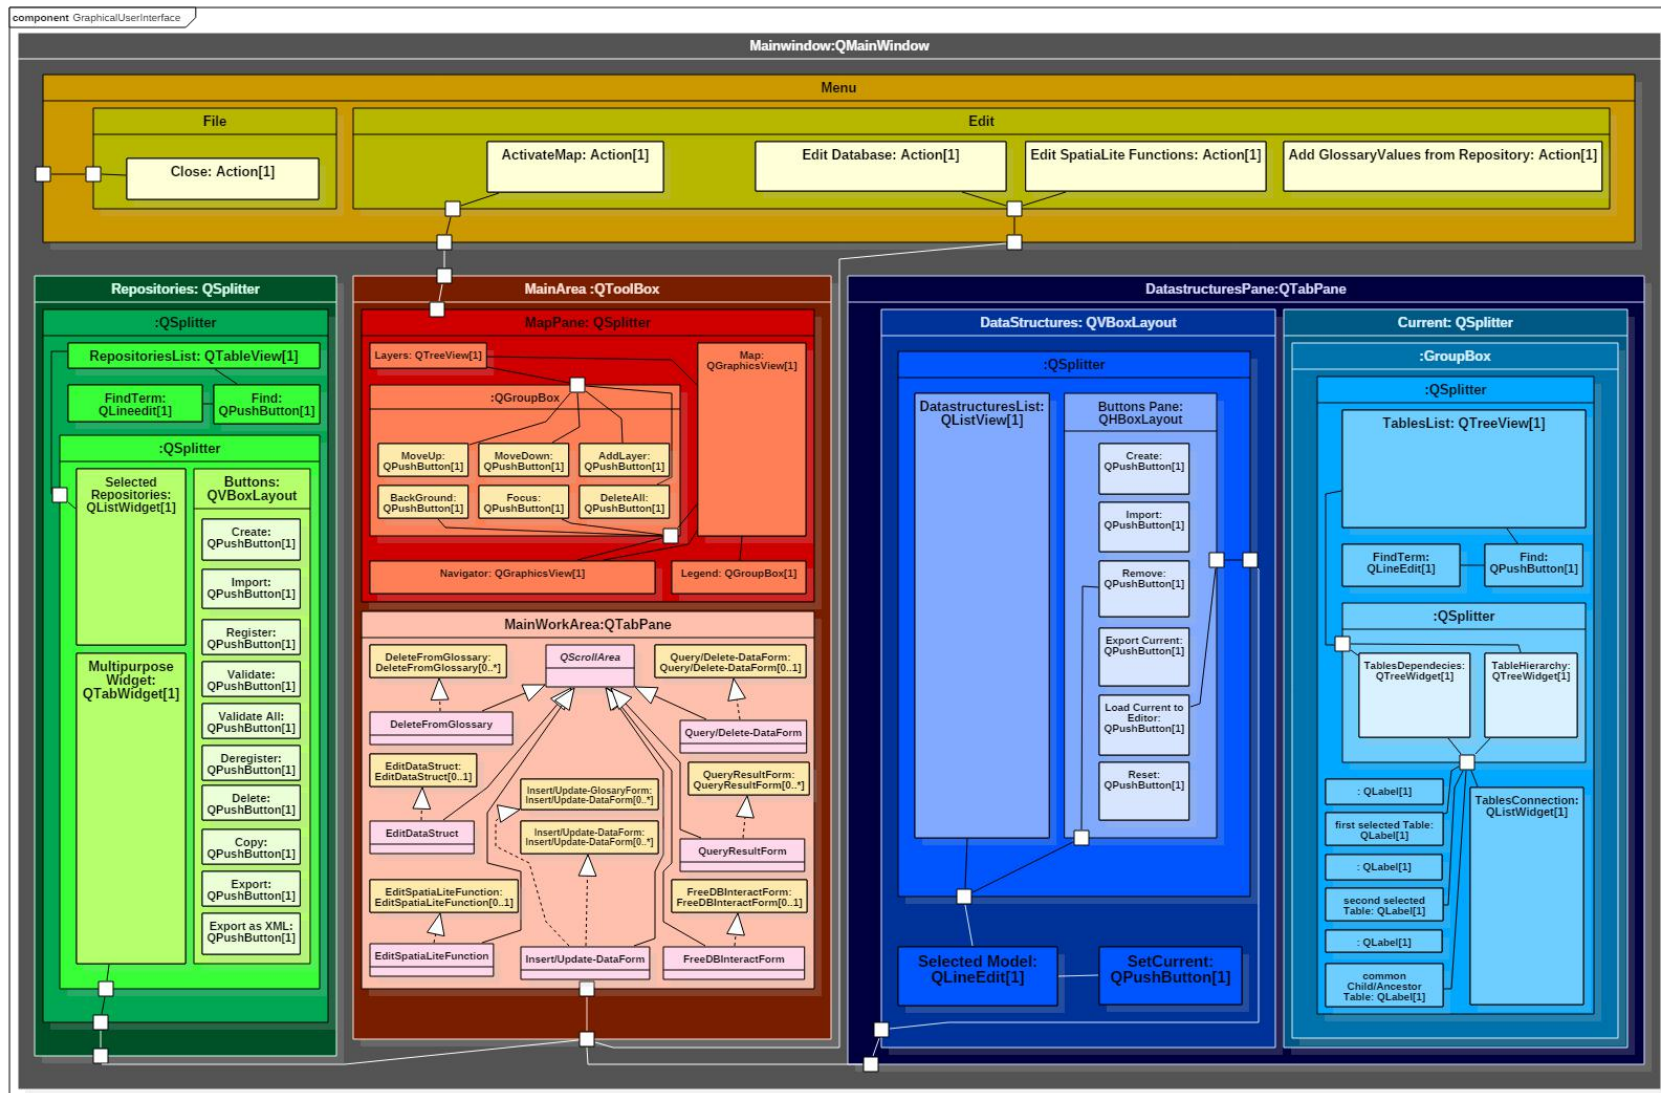 component GraphicalUserInterface
Mainwindow:QMainWindow
Menu
File
Close: Action[1]
Edit
ActivateMap: Action[1]
Edit Database: Action[1]
Edit SpatiaLite Functions: Action[1]
Add GlossaryValues from Repository: Action[1]
Repositories: QSplitter
:QSplitter
RepositoriesList: QTableView[1]
FindTerm:
QLineedit[1]
Find:
QPushButton[1]
:QSplitter
Selected
Repositories:
QListWidget[1]
Multipurpose
Widget:
QTabWidget[1]
Buttons:
QVBoxLayout
Create:
QPushButton[1]
Import:
QPushButton[1]
Register:
QPushButton[1]
Validate:
QPushButton[1]
Validate All:
QPushButton[1]
Deregister:
QPushButton[1]
Delete:
QPushButton[1]
Copy:
QPushButton[1]
Export:
QPushButton[1]
Export as XML:
QPushButton[1]
MainArea :QToolBox
MapPane: QSplitter
Layers: QTreeView[1]
Map:
QGraphicsView[1]
:QGroupBox
MoveUp:
QPushButton[1]
MoveDown:
QPushButton[1]
AddLayer:
QPushButton[1]
BackGround:
QPushButton[1]
Focus:
QPushButton[1]
DeleteAll:
QPushButton[1]
Navigator: QGraphicsView[1]
Legend: QGroupBox[1]
MainWorkArea:QTabPane
DeleteFromGlossary:
DeleteFromGlossary[0..*]
QScrollArea
Query/Delete-DataForm:
Query/Delete-DataForm[0..1]
DeleteFromGlossary
Query/Delete-DataForm
EditDataStruct:
EditDataStruct[0..1]
Insert/Update-GlosaryForm:
Insert/Update-DataForm[0..*]
QueryResultForm:
QueryResultForm[0..*]
EditDataStruct
Insert/Update-DataForm:
Insert/Update-DataForm[0..*]
QueryResultForm
EditSpatiaLiteFunction:
EditSpatiaLiteFunction[0..1]
FreeDBInteractForm:
FreeDBInteractForm[0..1]
EditSpatiaLiteFunction
Insert/Update-DataForm
FreeDBInteractForm
DatastructuresPane:QTabPane
DataStructures: QVBoxLayout
:QSplitter
DatastructuresList:
QListView[1]
Buttons Pane:
QHBoxLayout
Create:
QPushButton[1]
Import:
QPushButton[1]
Remove:
QPushButton[1]
Export Current:
QPushButton[1]
Load Current to
Editor:
QPushButton[1]
Reset:
QPushButton[1]
Selected Model:
QLineEdit[1]
SetCurrent:
QPushButton[1]
Current: QSplitter
:GroupBox
:QSplitter
TablesList: QTreeView[1]
FindTerm:
QLineEdit[1]
Find:
QPushButton[1]
:QSplitter
TablesDependecies:
QTreeWidget[1]
TableHierarchy:
QTreeWidget[1]
: QLabel[1]
first selected Table:
QLabel[1]
: QLabel[1]
second selected
Table: QLabel[1]
: QLabel[1]
common
Child/Ancestor
Table: QLabel[1]
TablesConnection:
QListWidget[1]